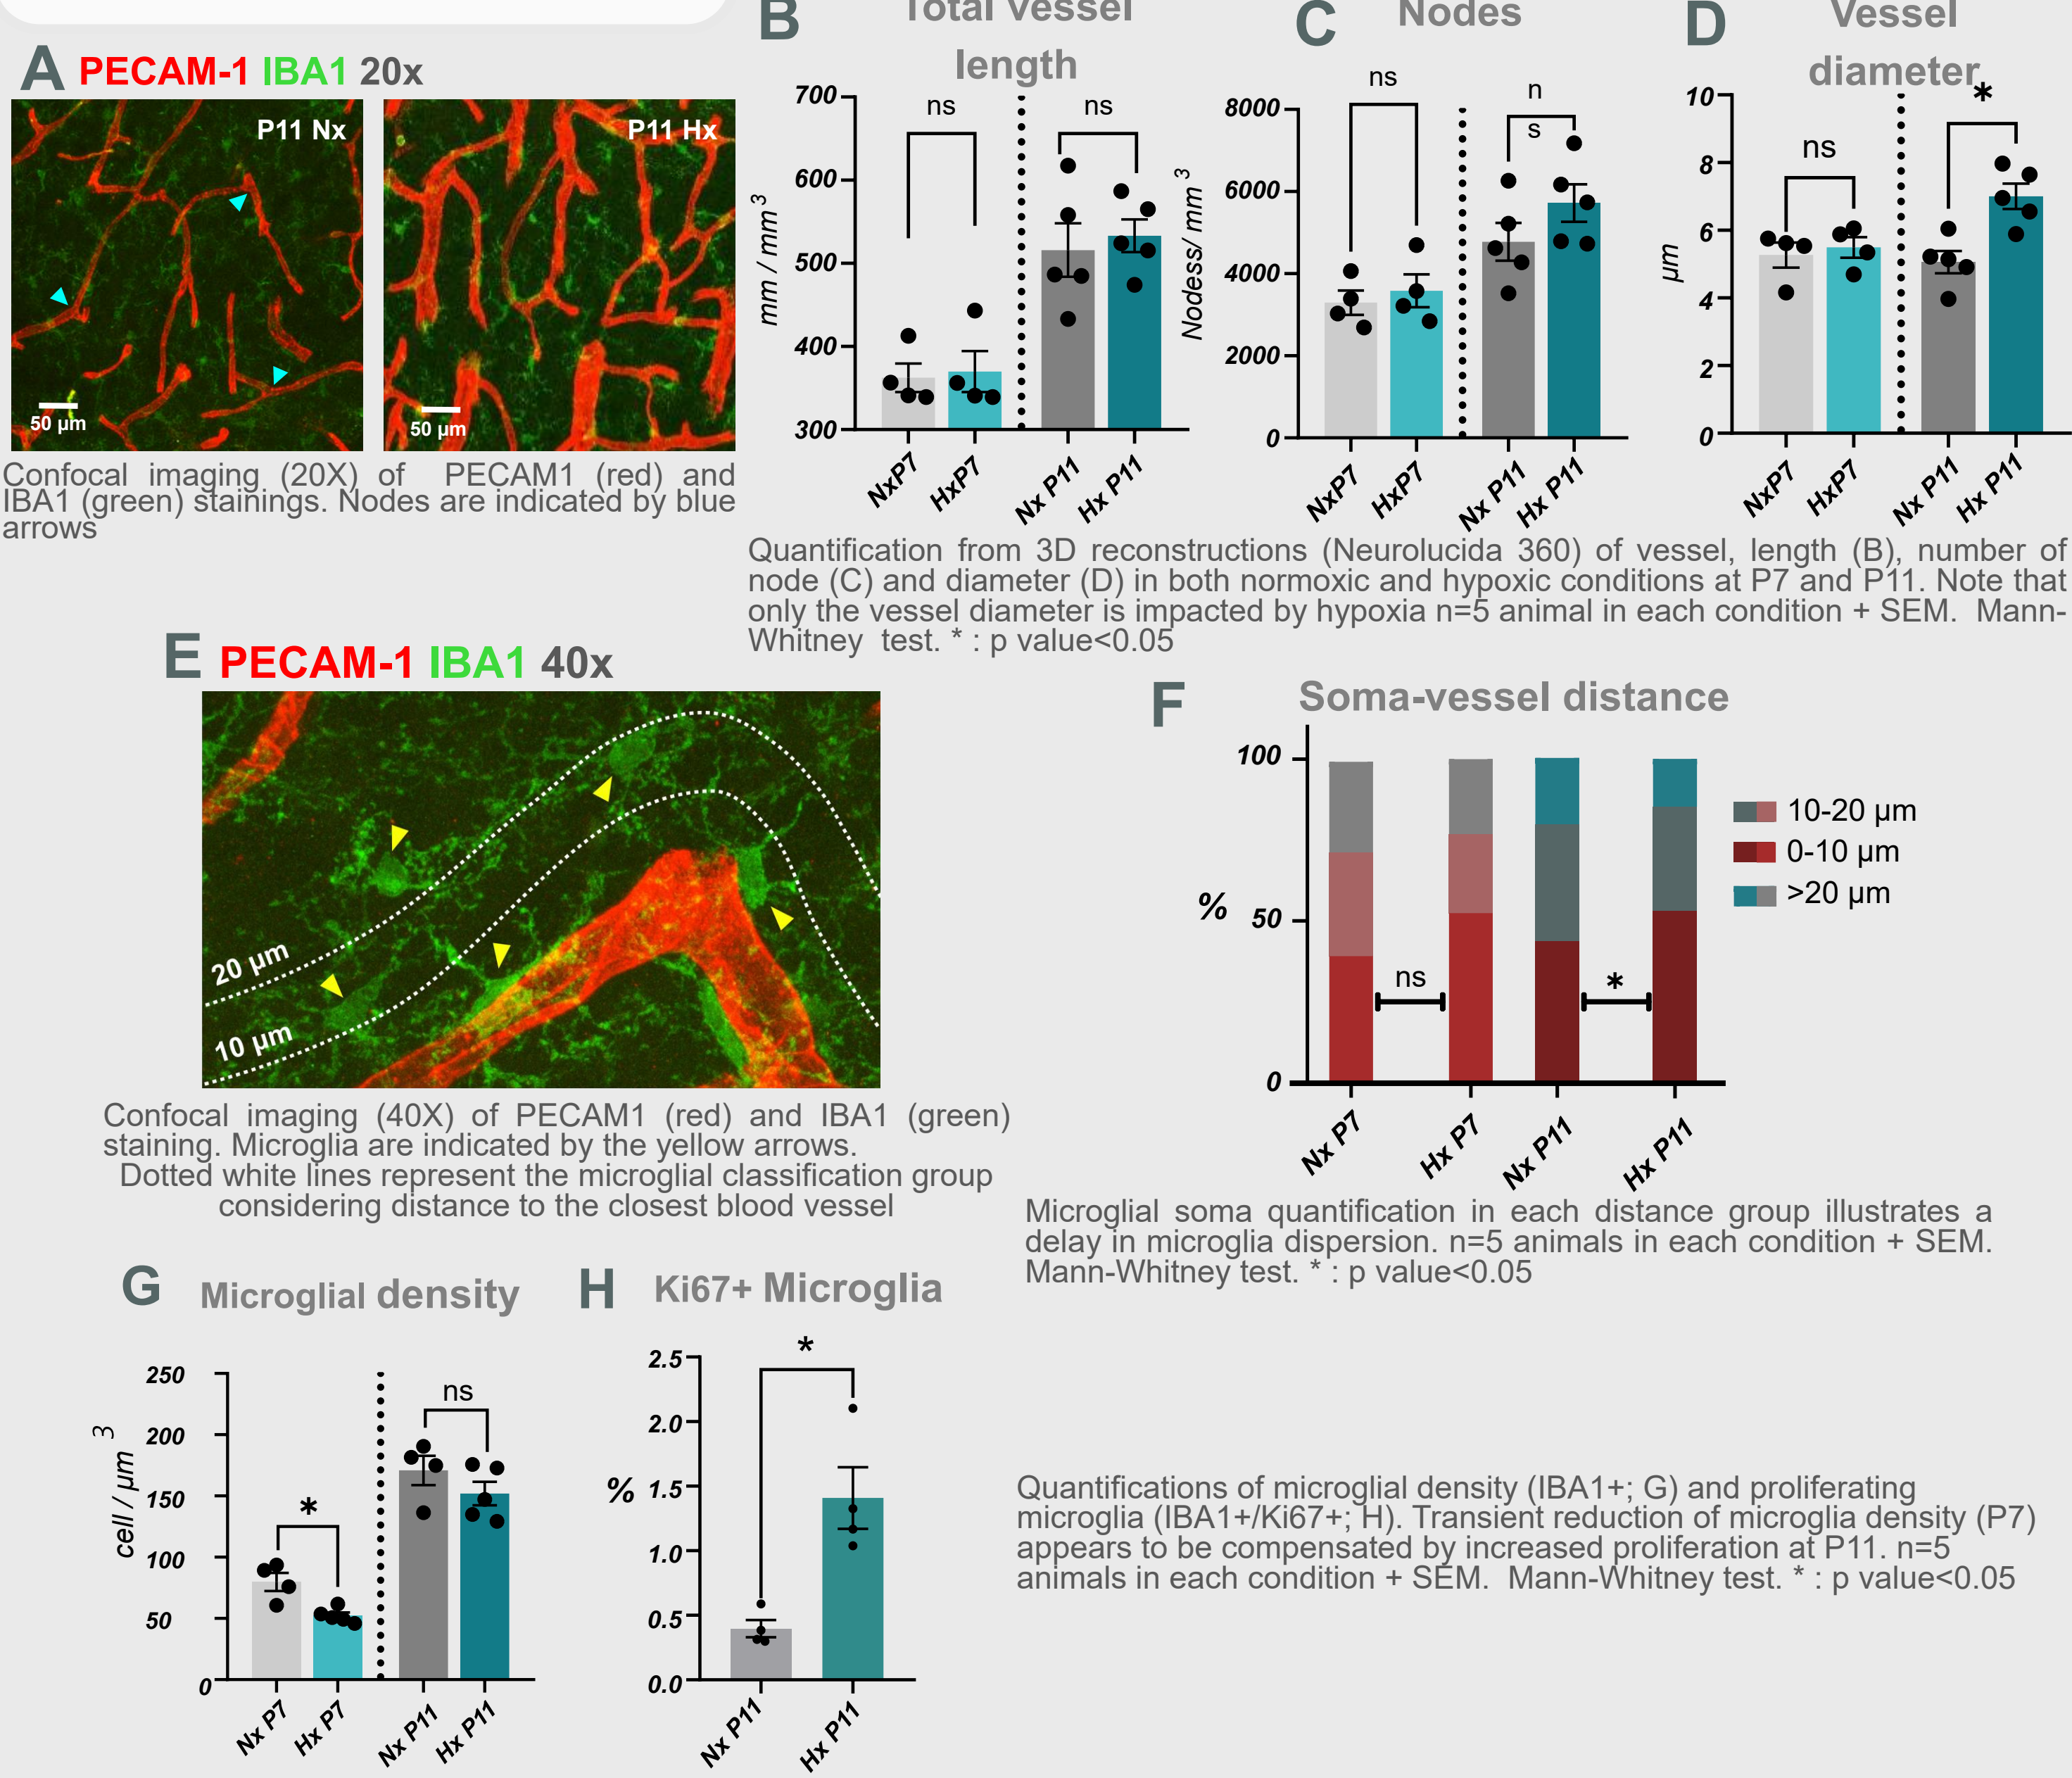 A PECAM-1 IBA1 20x
P11 Nx
50 µm
P11 Hx
50 µm
Confocal imaging (20X) of PECAM1 (red) and
IBA1 (green) stainings. Nodes are indicated by blue
arrows
B Total vessel
length
mm / mm³
700
600
500
400
300
ns
ns
NxP7
HxP7
Nx P11
Hx P11
C Nodes
Nodess/ mm³
8000
6000
4000
2000
0
ns
n
s
NxP7
HxP7
Nx P11
Hx P11
D Vessel
diameter
µm
10
8
6
4
2
0
ns
*
NxP7
HxP7
Nx P11
Hx P11
Quantification from 3D reconstructions (Neurolucida 360) of vessel, length (B), number of
node (C) and diameter (D) in both normoxic and hypoxic conditions at P7 and P11. Note that
only the vessel diameter is impacted by hypoxia n=5 animal in each condition + SEM. Mann-
Whitney test. * : p value<0.05
E PECAM-1 IBA1 40x
20 µm
10 µm
Confocal imaging (40X) of PECAM1 (red) and IBA1 (green)
staining. Microglia are indicated by the yellow arrows.
Dotted white lines represent the microglial classification group
considering distance to the closest blood vessel
F Soma-vessel distance
%
100
50
0
ns
*
Nx P7
Hx P7
Nx P11
Hx P11
10-20 µm
0-10 µm
>20 µm
Microglial soma quantification in each distance group illustrates a
delay in microglia dispersion. n=5 animals in each condition + SEM.
Mann-Whitney test. * : p value<0.05
G Microglial density
cell / µm³
250
200
150
100
50
0
*
ns
Nx P7
Hx P7
Nx P11
Hx P11
H Ki67+ Microglia
%
2.5
2.0
1.5
1.0
0.5
0.0
*
Nx P11
Hx P11
Quantifications of microglial density (IBA1+; G) and proliferating
microglia (IBA1+/Ki67+; H). Transient reduction of microglia density (P7)
appears to be compensated by increased proliferation at P11. n=5
animals in each condition + SEM. Mann-Whitney test. * : p value<0.05